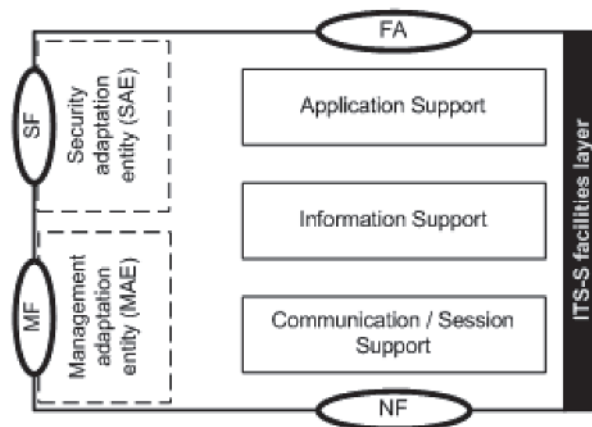 FA
SF
Security
adaptation
entity (SAE)
Application Support
Information Support
MF
Management
adaptation
entity (MAE)
Communication / Session
Support
NF
ITS-S facilities layer